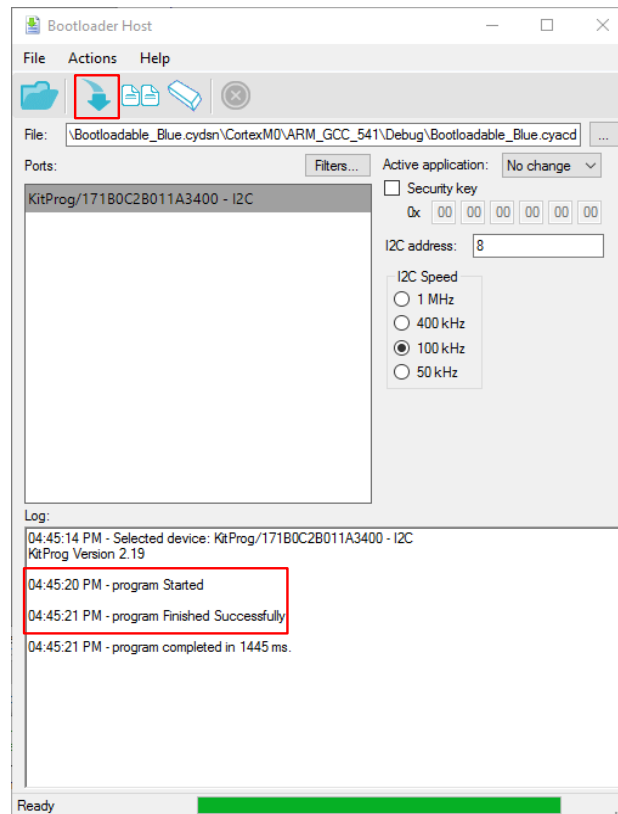 Bootloader Host
File Actions Help
File: \Bootloadable_Blue.cydsn\CortexM0\ARM_GCC_541\Debug\Bootloadable_Blue.cyacd ...
Ports: Filters... Active application: No change
Security key
KitProg/171B0C2B011A3400 - I2C
0x 00 00 00 00 00 00
I2C address: 8
I2C Speed
1 MHz
400 kHz
100 kHz
50 kHz
Log:
04:45:14 PM - Selected device: KitProg/171B0C2B011A3400 - I2C
KitProg Version 2.19
04:45:20 PM - program Started
04:45:21 PM - program Finished Successfully
04:45:21 PM - program completed in 1445 ms.
Ready